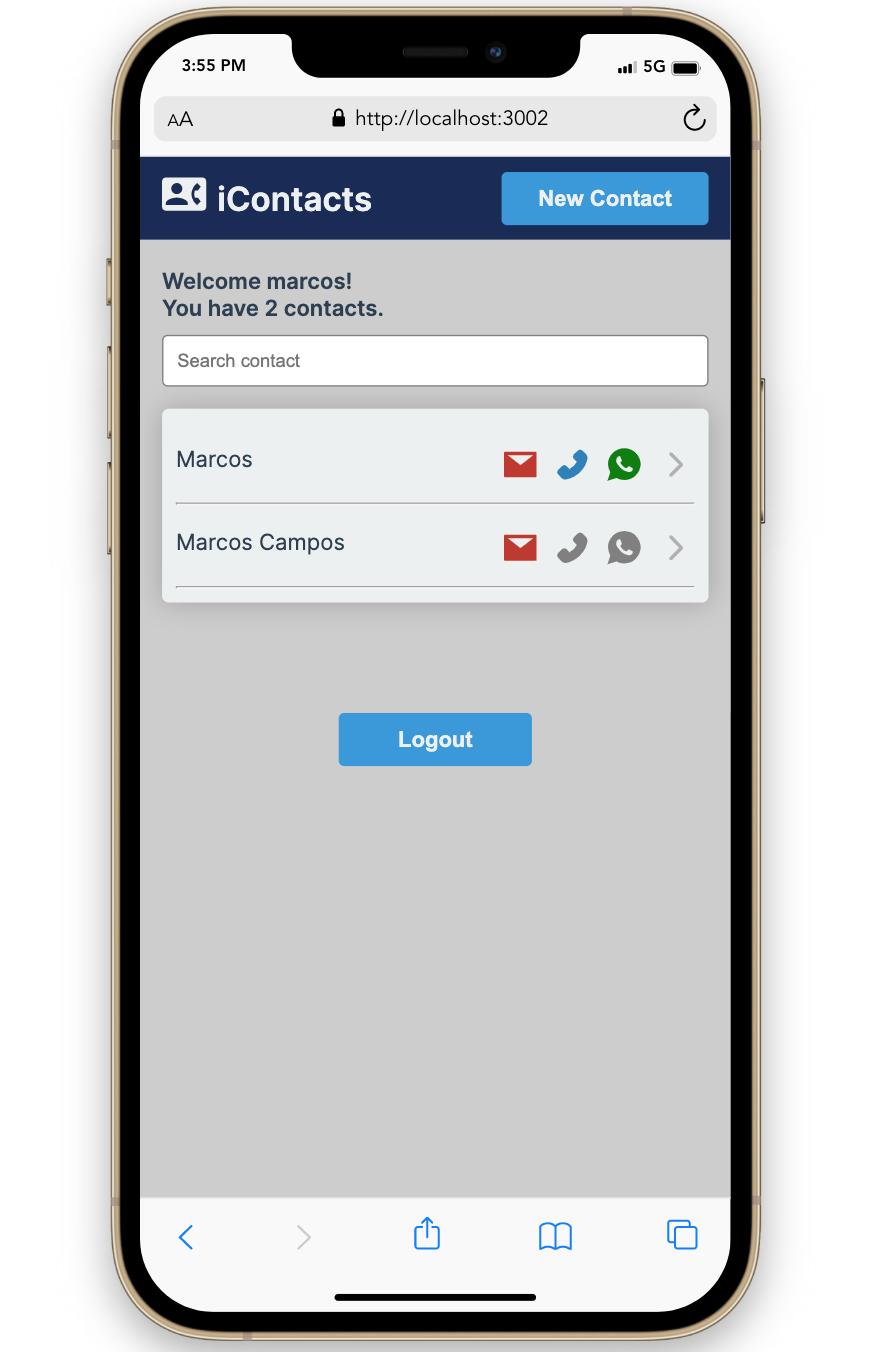 3:55 PM 5G
AA http://localhost:3002
iContacts New Contact
Welcome marcos!
You have 2 contacts.
Search contact
Marcos
Marcos Campos
Logout